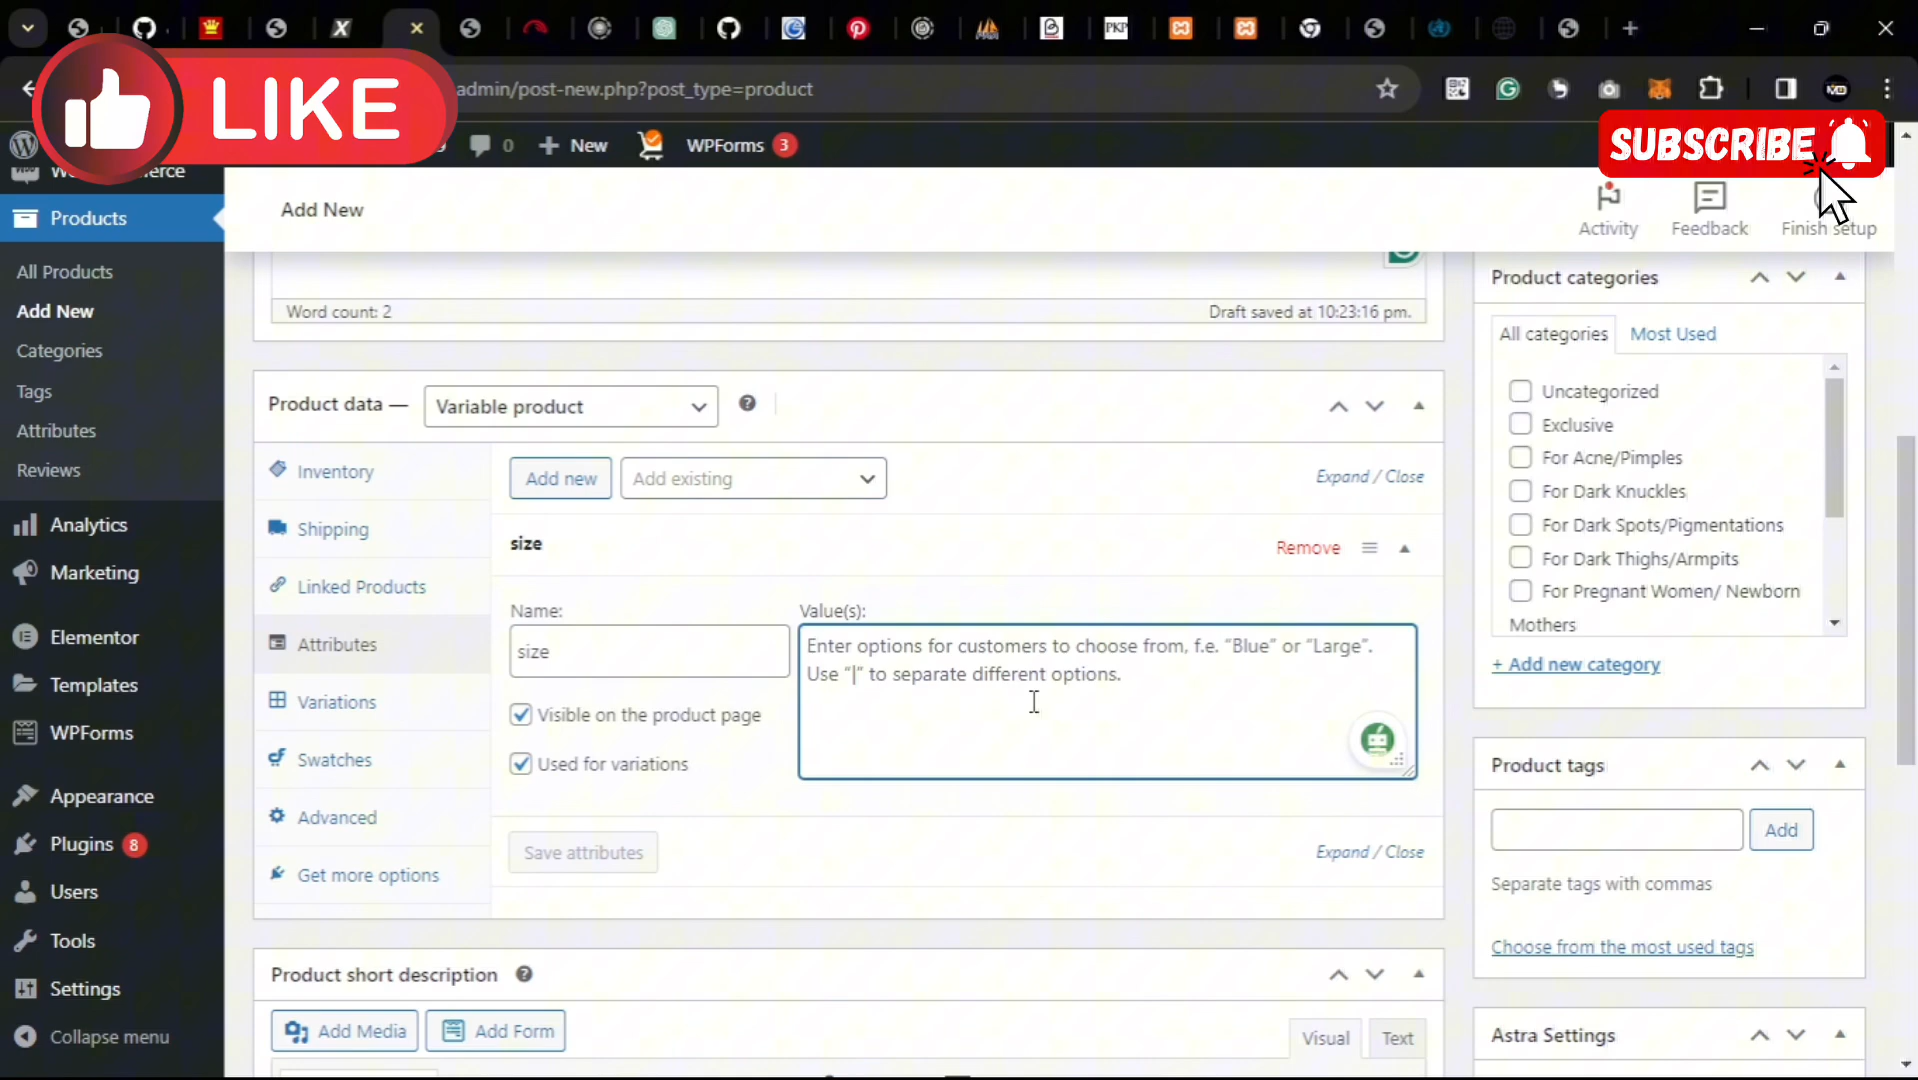 PKP
LIKE
admin/post-new.php?post_type=product
0
New
WPForms 3
SUBSCRIBE
Products
All Products
Add New
Categories
Tags
Attributes
Reviews
Analytics
Marketing
Elementor
Templates
WPForms
Appearance
Plugins 8
Users
Tools
Settings
Collapse menu
Add New
Activity
Feedback
Finish setup
Word count: 2
Draft saved at 10:23:16 pm.
Product data —
Variable product
Inventory
Shipping
Linked Products
Attributes
Variations
Swatches
Advanced
Get more options
Add new
Add existing
Expand / Close
size
Remove
Name:
size
Value(s):
Enter options for customers to choose from, f.e. “Blue” or “Large”.
Use “|” to separate different options.
Visible on the product page
Used for variations
Save attributes
Expand / Close
Product short description
Add Media
Add Form
Visual
Text
Product categories
All categories
Most Used
Uncategorized
Exclusive
For Acne/Pimples
For Dark Knuckles
For Dark Spots/Pigmentations
For Dark Thighs/Armpits
For Pregnant Women/ Newborn
Mothers
+ Add new category
Product tags
Add
Separate tags with commas
Choose from the most used tags
Astra Settings